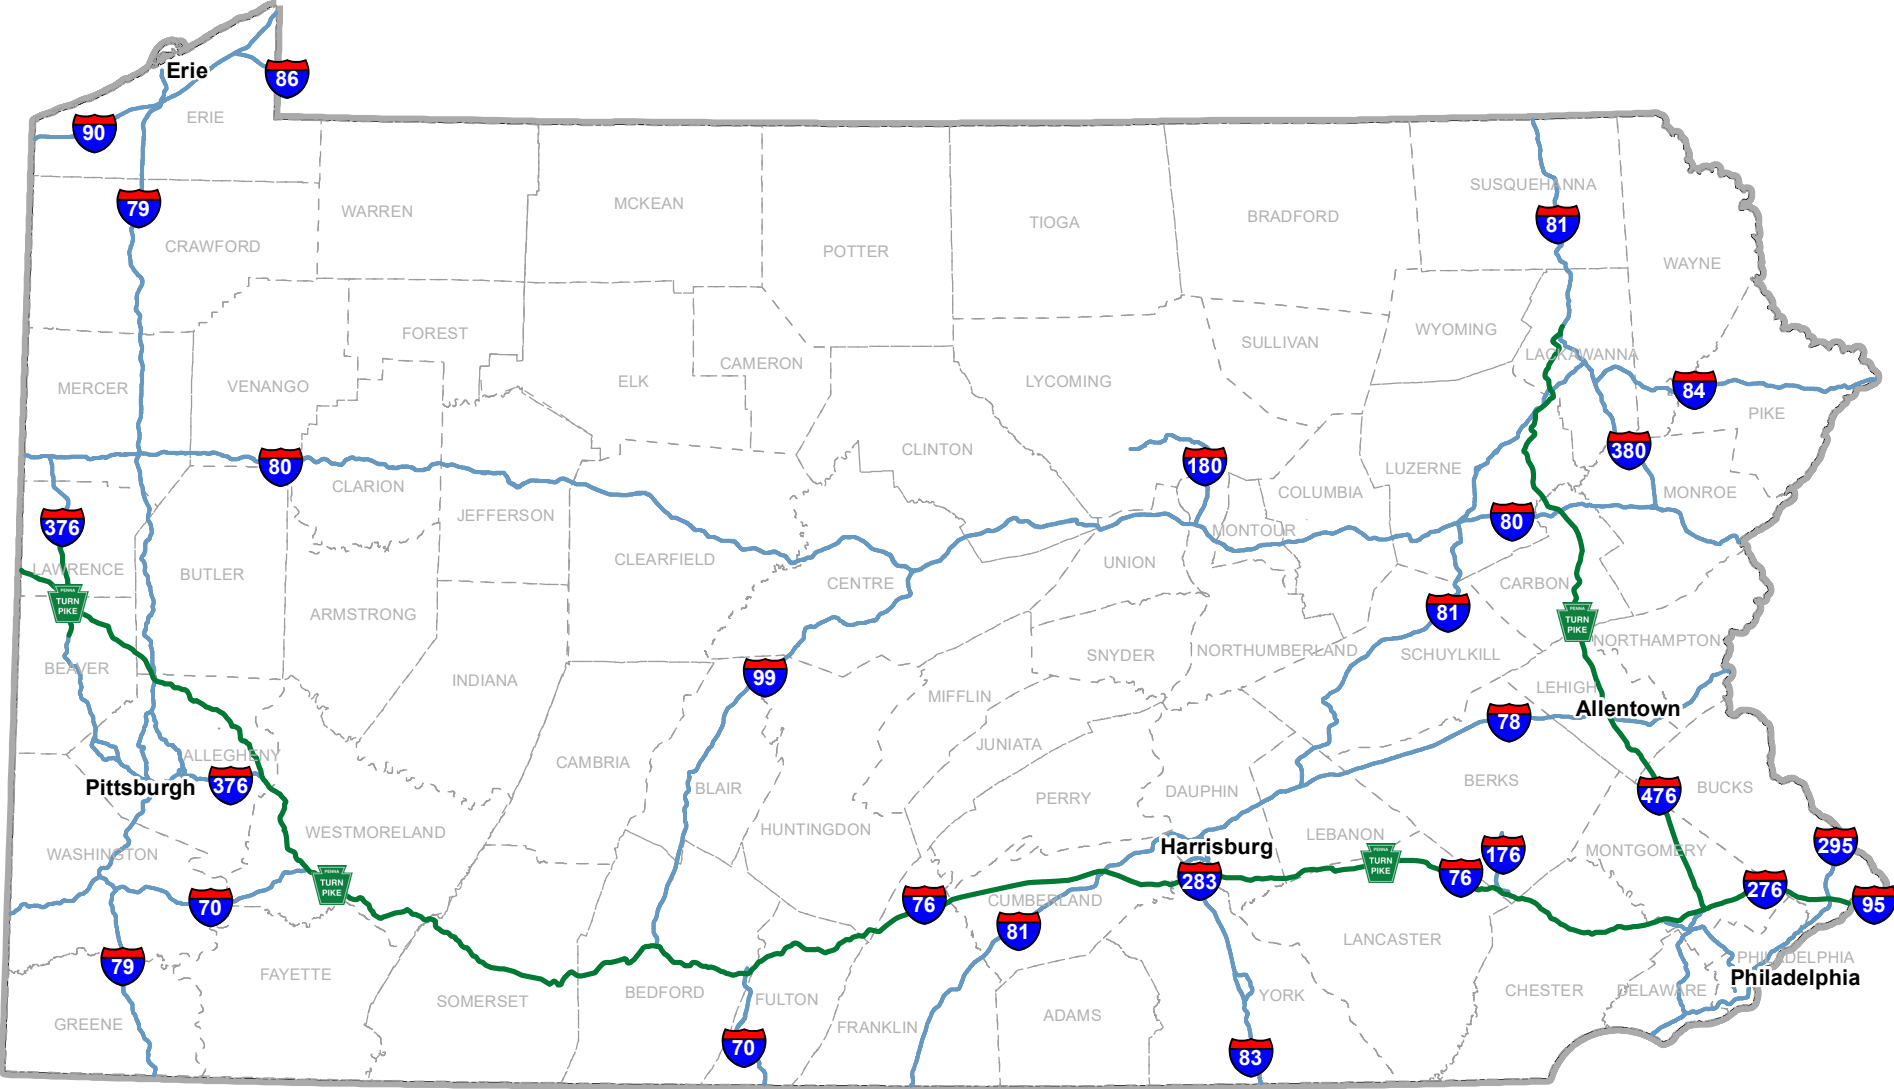 Erie
86
ERIE
90
79
WARREN
MCKEAN
SUSQUEHANNA
TIOGA
BRADFORD
81
CRAWFORD
POTTER
WAYNE
FOREST
WYOMING
SULLIVAN
LACKAWANNA
CAMERON
MERCER
VENANGO
ELK
LYCOMING
84
PIKE
CLINTON
380
180
80
LUZERNE
CLARION
COLUMBIA
MONROE
JEFFERSON
376
80
MONTOUR
CLEARFIELD
UNION
LAWRENCE
BUTLER
CENTRE
CARBON
PENNA
TURN
PIKE
ARMSTRONG
81
PENNA
TURN
PIKE
NORTHAMPTON
BEAVER
INDIANA
99
SNYDER
NORTHUMBERLAND
SCHUYLKILL
MIFFLIN
LEHIGH
Allentown
78
JUNIATA
ALLEGHENY
CAMBRIA
Pittsburgh
376
BLAIR
PERRY
DAUPHIN
BERKS
476
BUCKS
WESTMORELAND
HUNTINGDON
LEBANON
WASHINGTON
Harrisburg
176
MONTGOMERY
295
PENNA
TURN
PIKE
PENNA
TURN
PIKE
283
76
276
70
76
CUMBERLAND
95
81
LANCASTER
79
FAYETTE
PHILADELPHIA
Philadelphia
SOMERSET
BEDFORD
FULTON
YORK
CHESTER
DELAWARE
GREENE
FRANKLIN
ADAMS
70
83